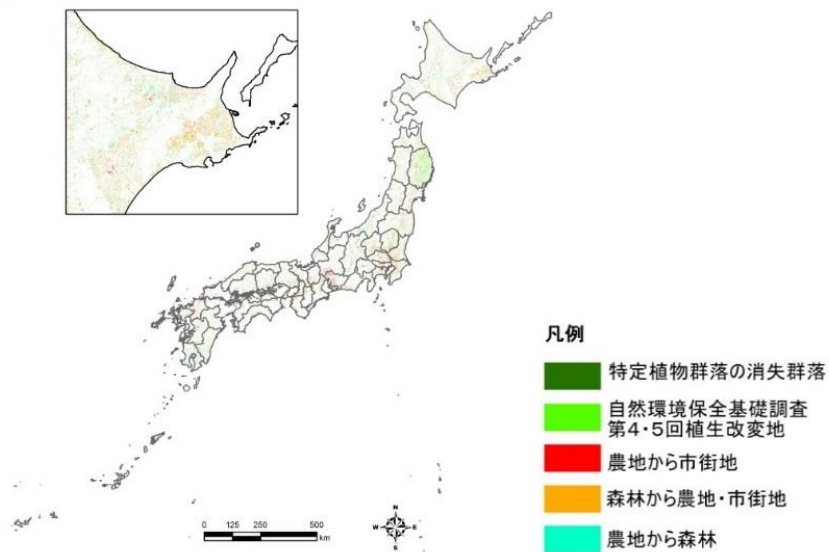 凡例
特定植物群落の消失群落
自然環境保全基礎調査
第4・5回植生改変地
農地から市街地
森林から農地・市街地
農地から森林
0 125 250 500
km
N
W E
S